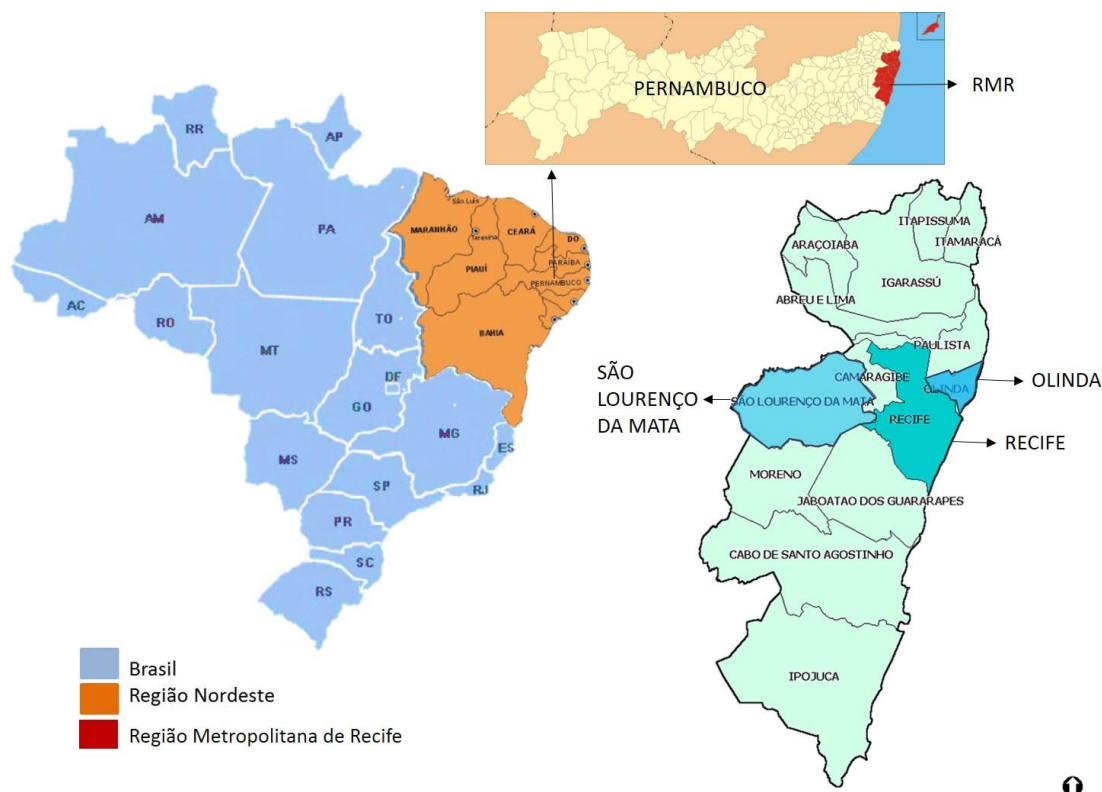 PERNAMBUCO
RMR
RR
AP
AM
PA
AC
RO
MT
TO
DF
GO
MG
ES
MS
SP
RJ
PR
SC
RS
São Luis
MARANHÃO
Teresina
CEARÁ
DO
PARAÍBA
PIAUÍ
PERNAMBUCO
BAHIA
ITAPISSUMA
ITAMARACÁ
ARAÇOIABA
IGARASSÚ
ABREU E LIMA
PAULISTA
CAMARAGIBE
OLINDA
SÃO LOURENÇO DA MATA
RECIFE
MORENO
JABOATAO DOS GUARARAPES
CABO DE SANTO AGOSTINHO
IPOJUCA
SÃO
LOURENÇO
DA MATA
OLINDA
RECIFE
Brasil
Região Nordeste
Região Metropolitana de Recife